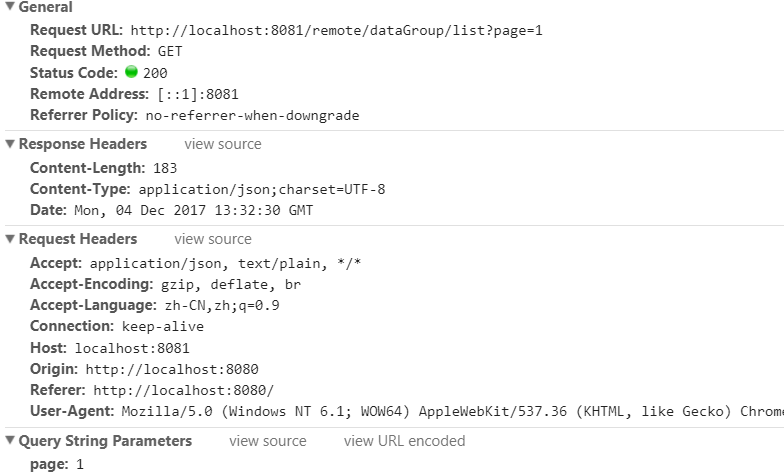 General
Request URL: http://localhost:8081/remote/dataGroup/list?page=1
Request Method: GET
Status Code: 200
Remote Address: [::1]:8081
Referrer Policy: no-referrer-when-downgrade
Response Headers view source
Content-Length: 183
Content-Type: application/json;charset=UTF-8
Date: Mon, 04 Dec 2017 13:32:30 GMT
Request Headers view source
Accept: application/json, text/plain, */*
Accept-Encoding: gzip, deflate, br
Accept-Language: zh-CN,zh;q=0.9
Connection: keep-alive
Host: localhost:8081
Origin: http://localhost:8080
Referer: http://localhost:8080/
User-Agent: Mozilla/5.0 (Windows NT 6.1; WOW64) AppleWebKit/537.36 (KHTML, like Gecko) Chrome
Query String Parameters view source view URL encoded
page: 1